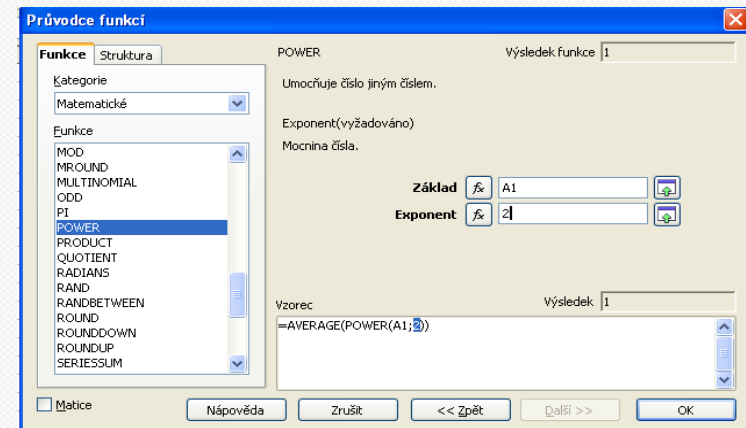 Průvodce funkcí
Funkce Struktura
Kategorie
Matematické
Funkce
MOD
MROUND
MULTINOMIAL
ODD
PI
POWER
PRODUCT
QUOTIENT
RADIANS
RAND
RANDBETWEEN
ROUND
ROUNDDOWN
ROUNDUP
SERIESSUM
POWER Výsledek funkce 1
Umocňuje číslo jiným číslem.
Exponent(vyžadováno)
Mocnina čísla.
Základ fx A1
Exponent fx 2
Vzorec Výsledek 1
=AVERAGE(POWER(A1;2))
Matice Nápověda Zrušit << Zpět Další >> OK